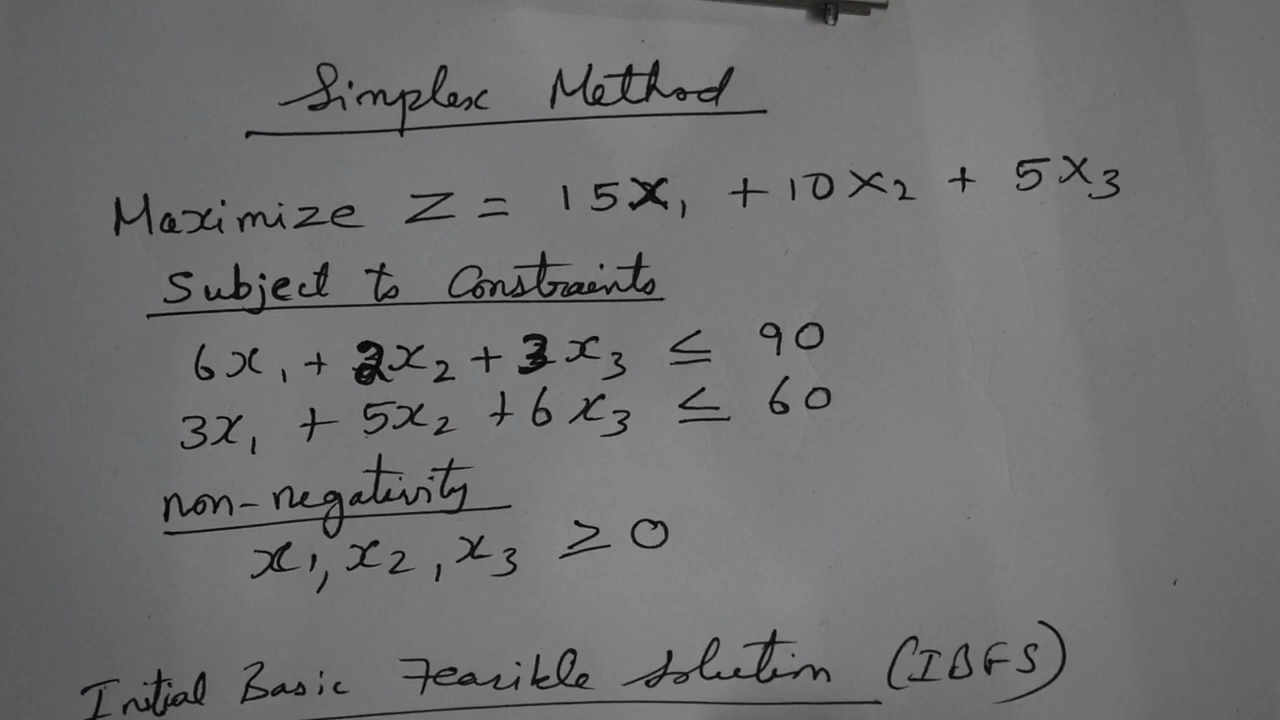 Simplex Method
Maximize Z = 15x₁ + 10x₂ + 5x₃
Subject to Constraints
6x₁ + 2x₂ + 3x₃ ≤ 90
3x₁ + 5x₂ + 6x₃ ≤ 60
non-negativity
x₁, x₂, x₃ ≥ 0
Initial Basic Feasible solution (IBFS)